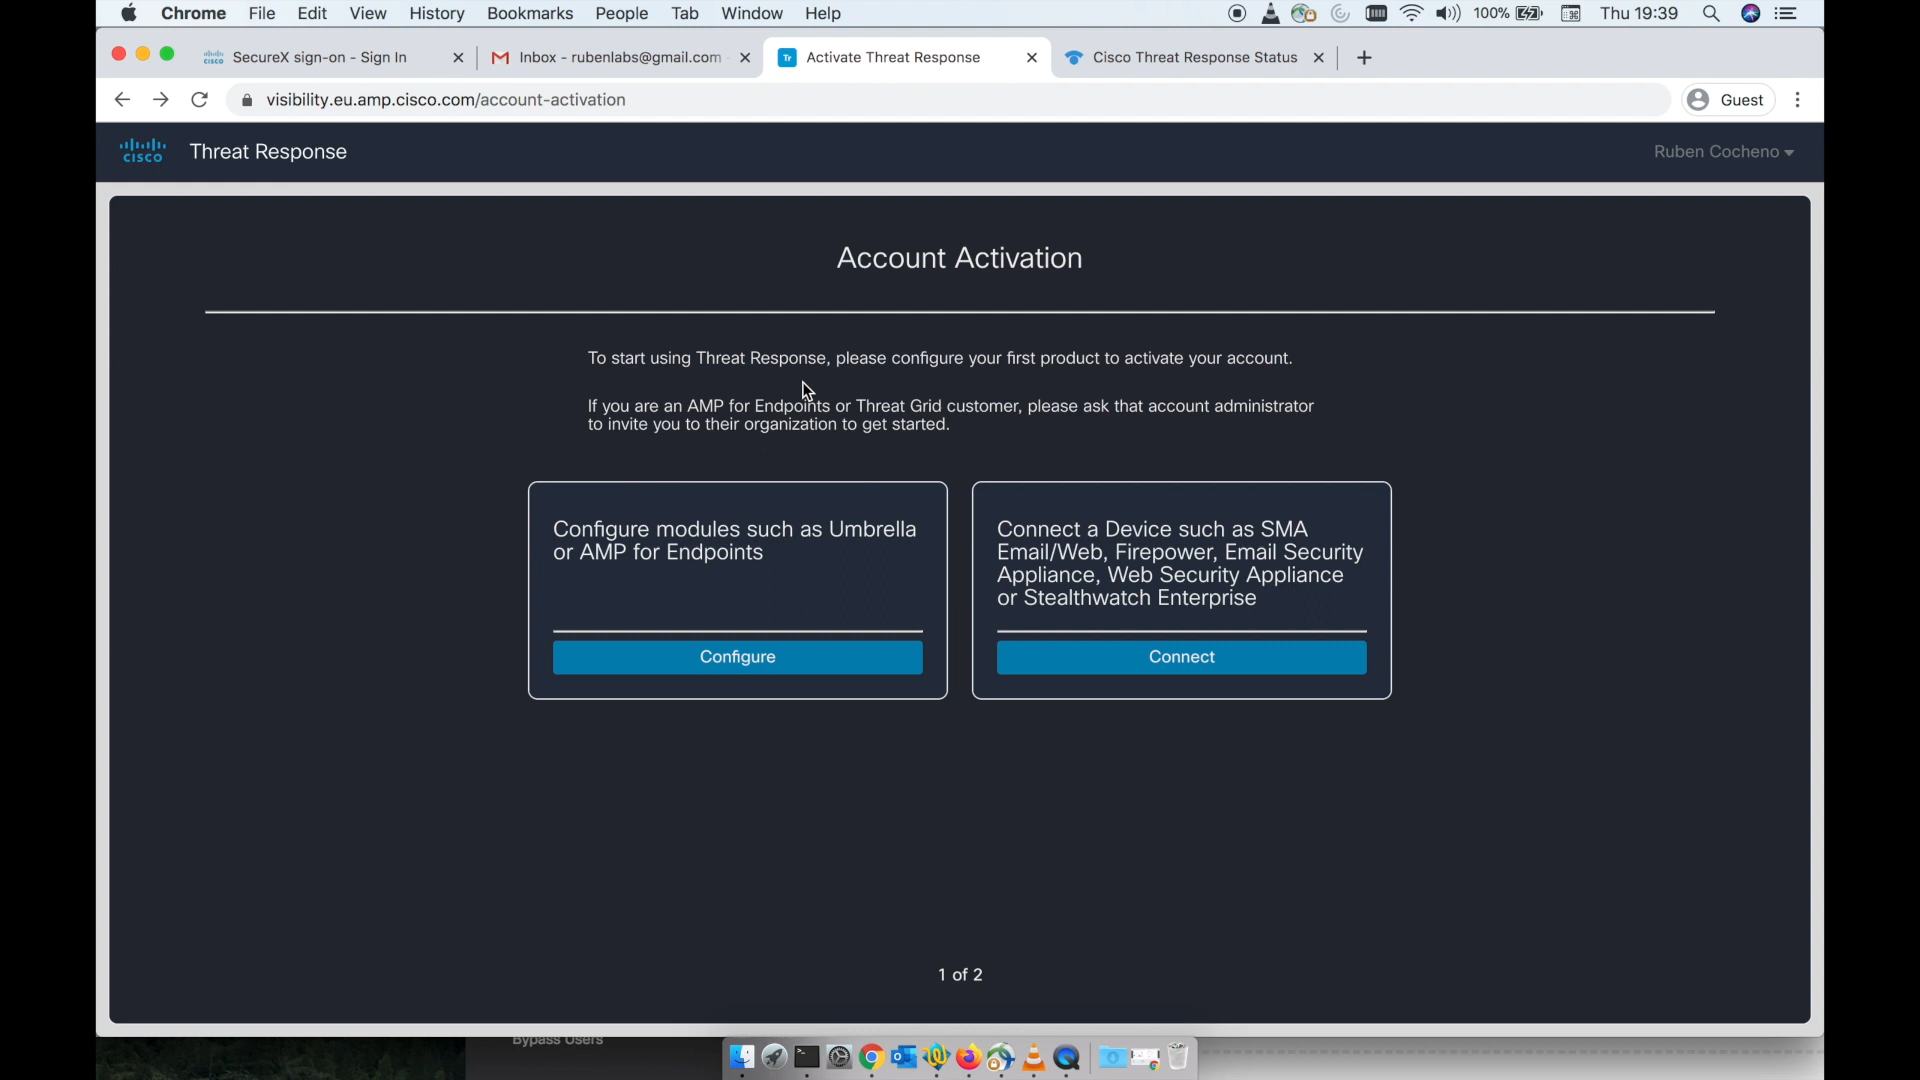 Chrome File Edit View History Bookmarks People Tab Window Help 100% Thu 19:39
SecureX sign-on - Sign In Inbox - rubenlabs@gmail.com Activate Threat Response Cisco Threat Response Status
visibility.eu.amp.cisco.com/account-activation Guest
CISCO Threat Response Ruben Cocheno
Account Activation
To start using Threat Response, please configure your first product to activate your account.
If you are an AMP for Endpoints or Threat Grid customer, please ask that account administrator
to invite you to their organization to get started.
Configure modules such as Umbrella
or AMP for Endpoints
Configure
Connect a Device such as SMA
Email/Web, Firepower, Email Security
Appliance, Web Security Appliance
or Stealthwatch Enterprise
Connect
1 of 2
Bypass Users